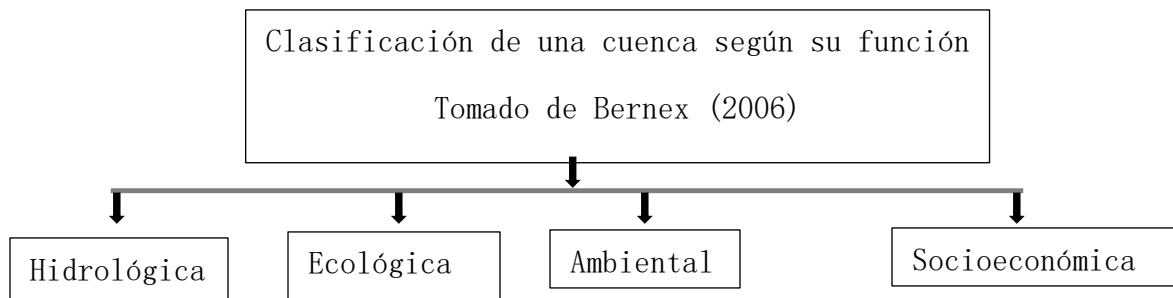 Clasificación de una cuenca según su función
Tomado de Bernex (2006)
Hidrológica
Ecológica
Ambiental
Socioeconómica